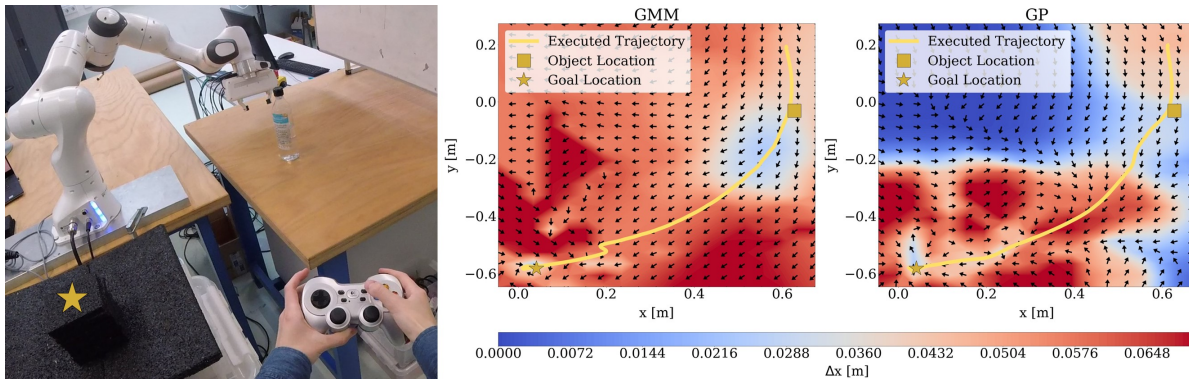 GMM
Executed Trajectory
Object Location
Goal Location
0.2
0.0
−0.2
−0.4
−0.6
y [m]
0.0 0.2 0.4 0.6
x [m]
GP
Executed Trajectory
Object Location
Goal Location
0.2
0.0
−0.2
−0.4
−0.6
y [m]
0.0 0.2 0.4 0.6
x [m]
0.0000 0.0072 0.0144 0.0216 0.0288 0.0360 0.0432 0.0504 0.0576 0.0648
Δx [m]